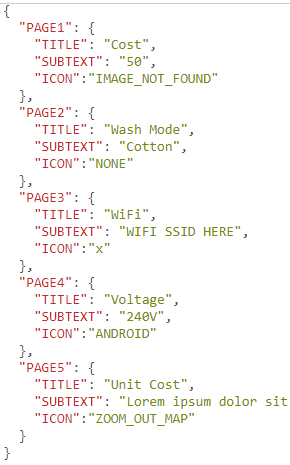 {
"PAGE1": {
"TITLE": "Cost",
"SUBTEXT": "50",
"ICON":"IMAGE_NOT_FOUND"
},
"PAGE2": {
"TITLE": "Wash Mode",
"SUBTEXT": "Cotton",
"ICON":"NONE"
},
"PAGE3": {
"TITLE": "WiFi",
"SUBTEXT": "WIFI SSID HERE",
"ICON":"x"
},
"PAGE4": {
"TITLE": "Voltage",
"SUBTEXT": "240V",
"ICON":"ANDROID"
},
"PAGE5": {
"TITLE": "Unit Cost",
"SUBTEXT": "Lorem ipsum dolor sit
"ICON":"ZOOM_OUT_MAP"
}
}